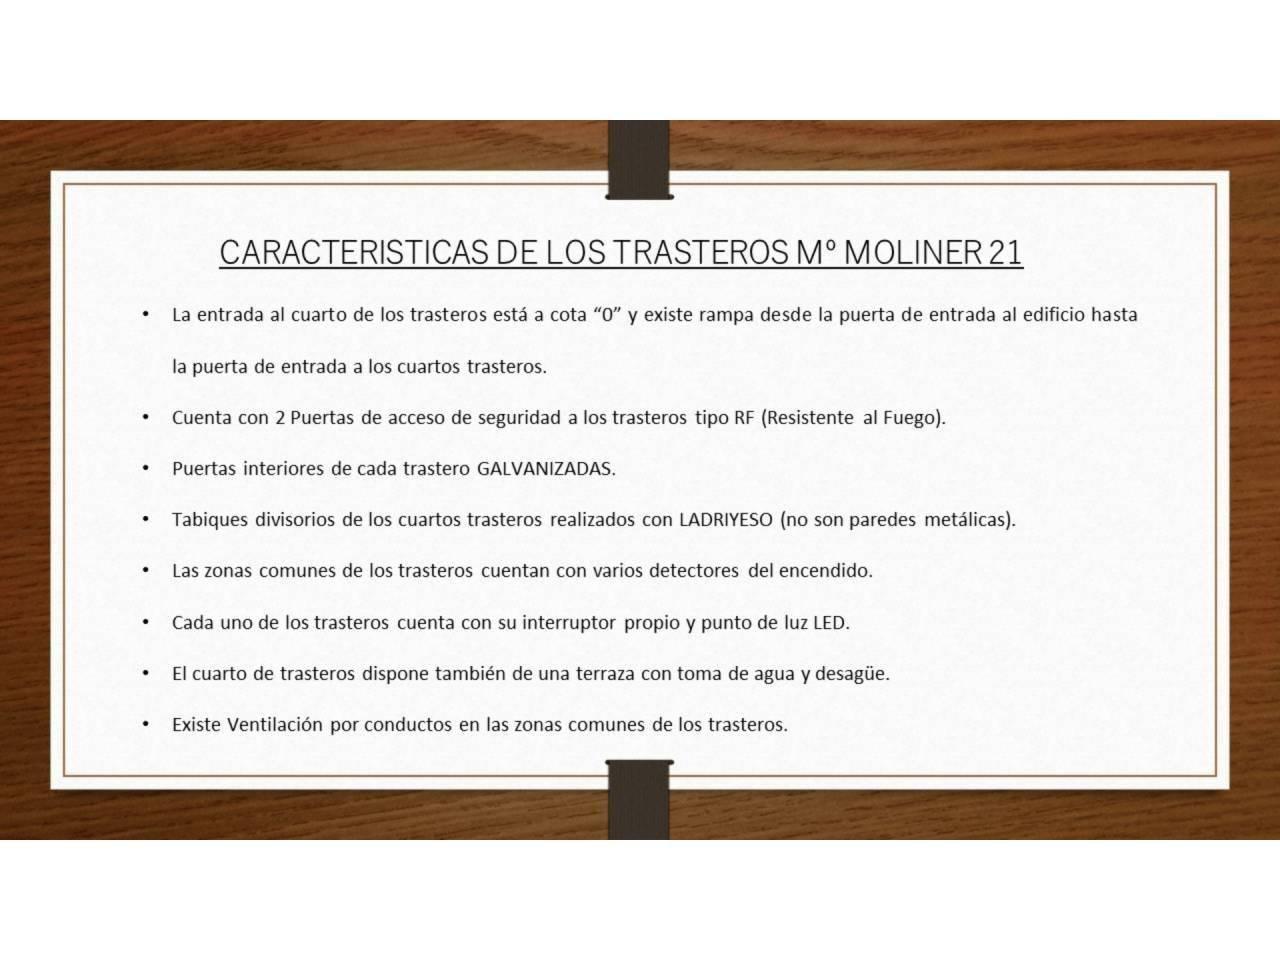 CARACTERISTICAS DE LOS TRASTEROS Mº MOLINER 21
• La entrada al cuarto de los trasteros está a cota “0” y existe rampa desde la puerta de entrada al edificio hasta
la puerta de entrada a los cuartos trasteros.
• Cuenta con 2 Puertas de acceso de seguridad a los trasteros tipo RF (Resistente al Fuego).
• Puertas interiores de cada trastero GALVANIZADAS.
• Tabiques divisorios de los cuartos trasteros realizados con LADRIYESO (no son paredes metálicas).
• Las zonas comunes de los trasteros cuentan con varios detectores del encendido.
• Cada uno de los trasteros cuenta con su interruptor propio y punto de luz LED.
• El cuarto de trasteros dispone también de una terraza con toma de agua y desagüe.
• Existe Ventilación por conductos en las zonas comunes de los trasteros.